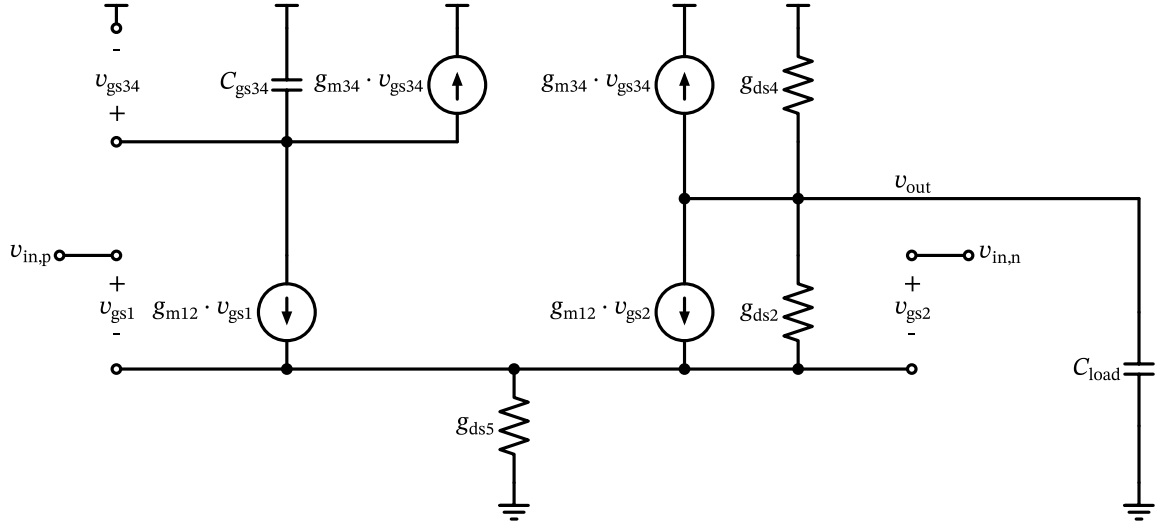 -
v_gs34
+
C_gs34
g_m34 · v_gs34
g_m34 · v_gs34
g_ds4
v_out
v_in,p
+
v_gs1
-
g_m12 · v_gs1
g_m12 · v_gs2
g_ds2
v_in,n
+
v_gs2
-
C_load
g_ds5